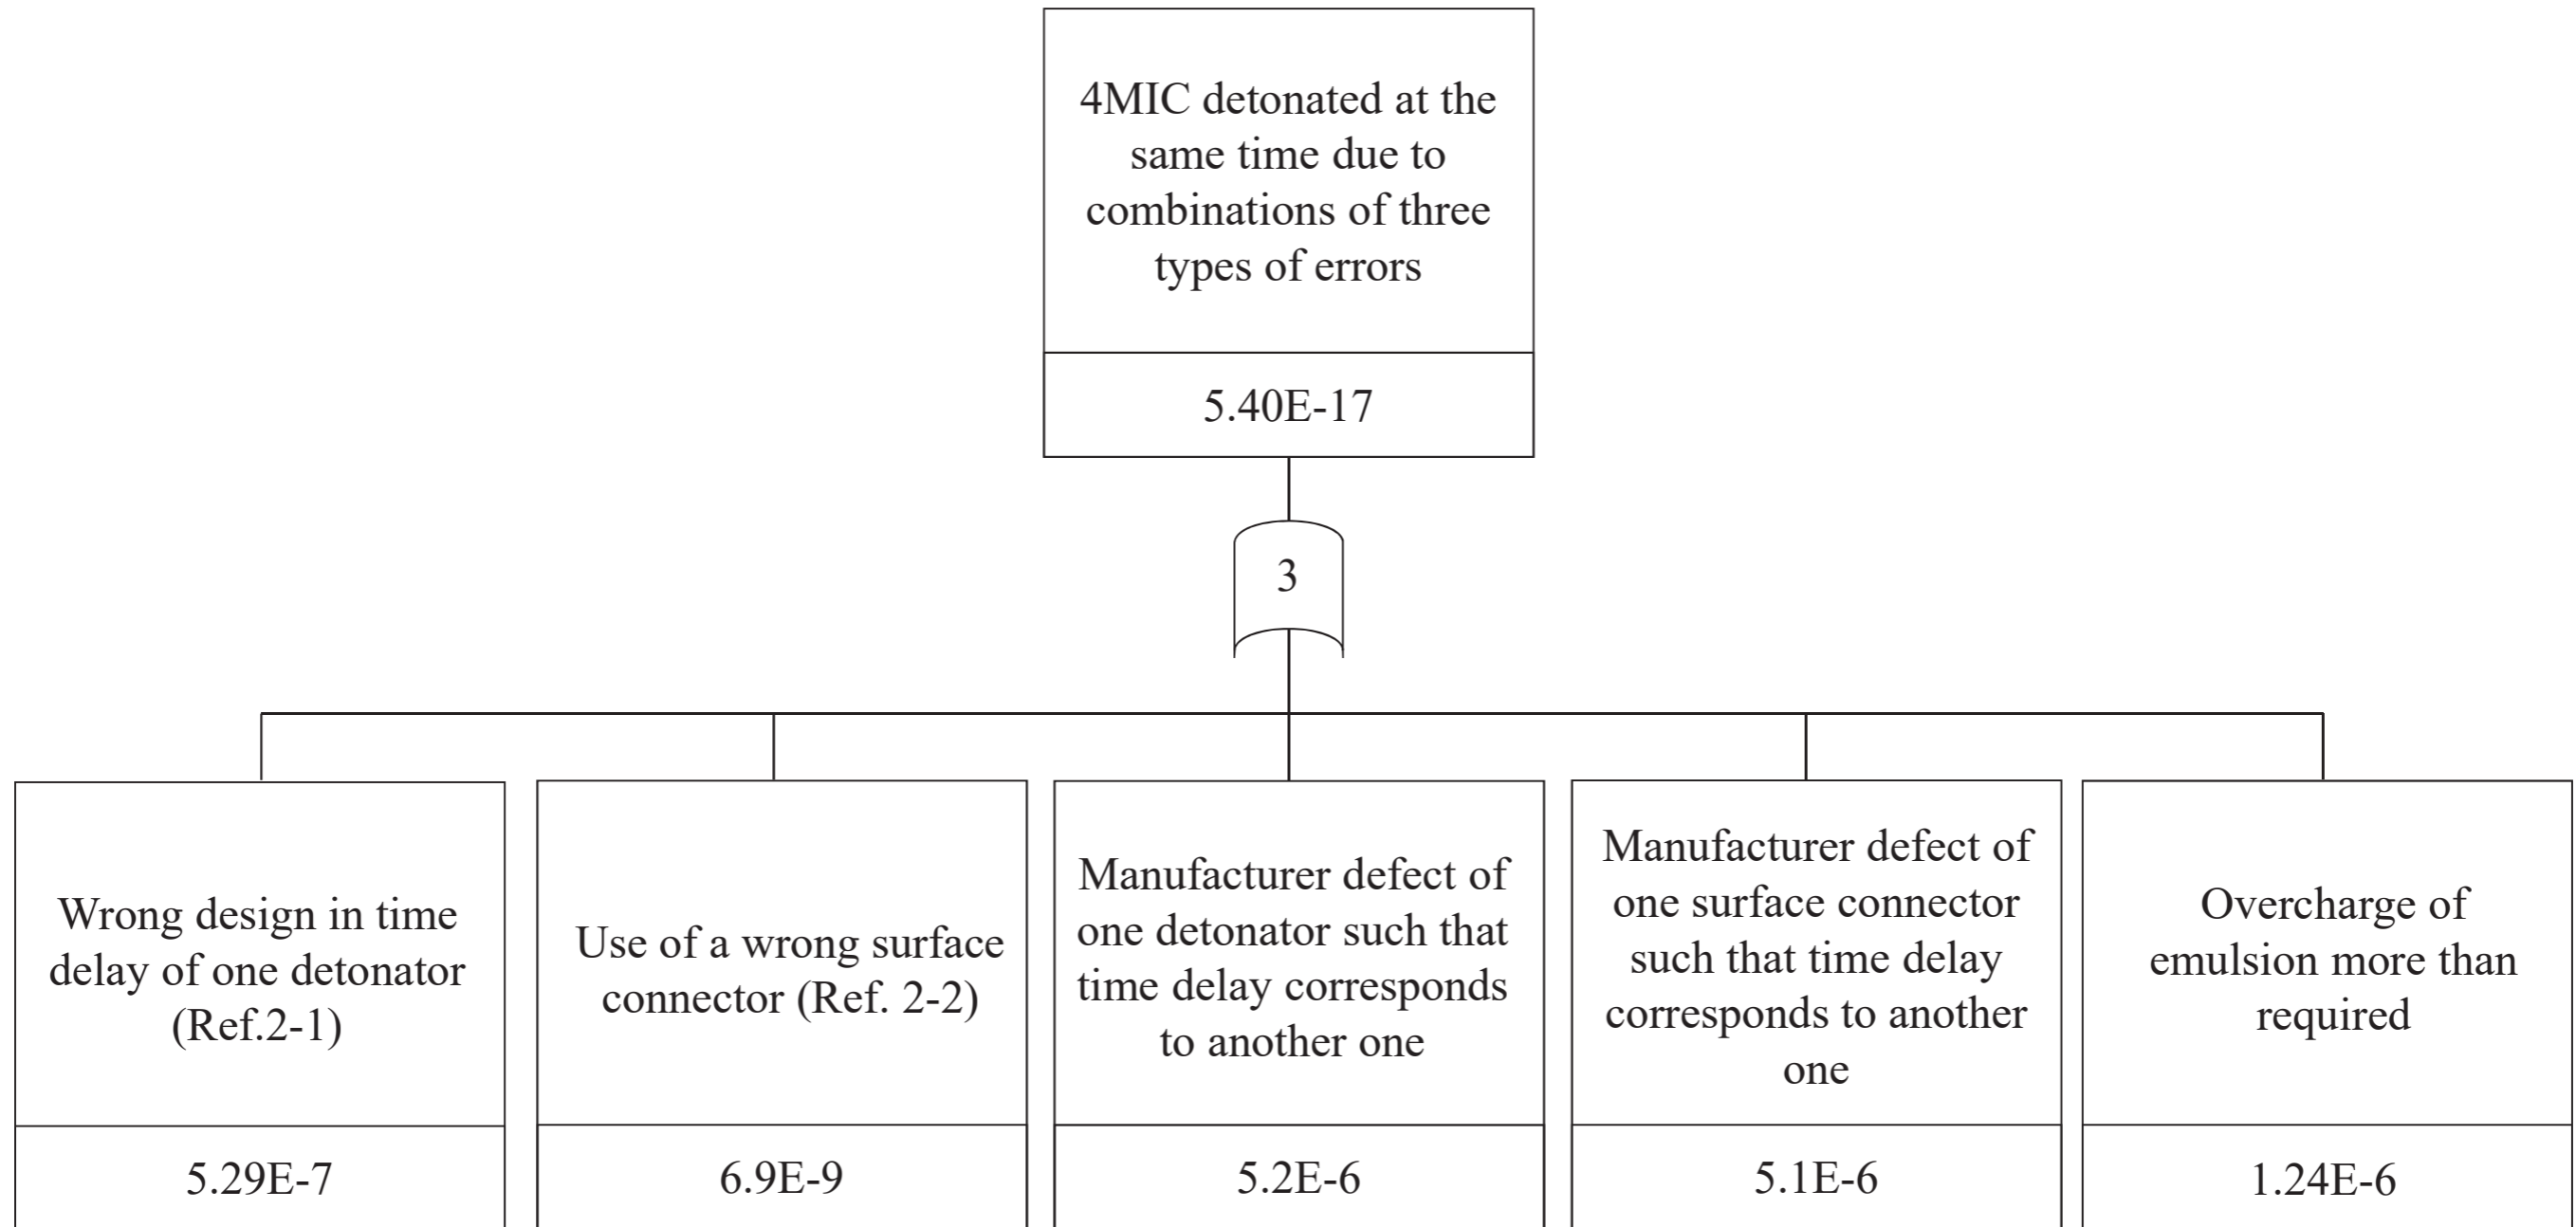 4MIC detonated at the
same time due to
combinations of three
types of errors
5.40E-17
3
Wrong design in time
delay of one detonator
(Ref.2-1)
5.29E-7
Use of a wrong surface
connector (Ref. 2-2)
6.9E-9
Manufacturer defect of
one detonator such that
time delay corresponds
to another one
5.2E-6
Manufacturer defect of
one surface connector
such that time delay
corresponds to another
one
5.1E-6
Overcharge of
emulsion more than
required
1.24E-6